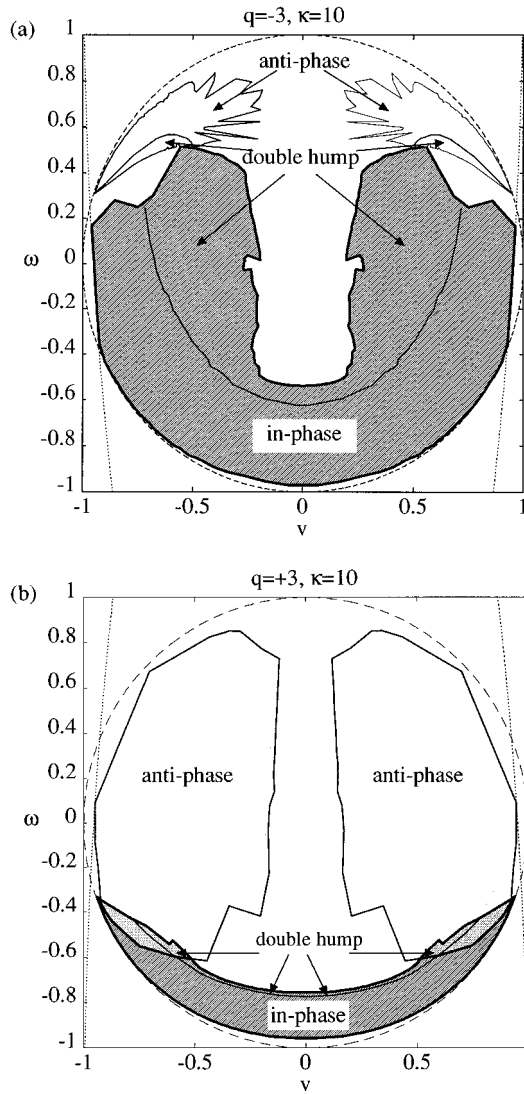 (a)
q=-3, κ=10
1
0.8
0.6
0.4
0.2
0
-0.2
-0.4
-0.6
-0.8
-1
ω
anti-phase
double hump
in-phase
-1
-0.5
0
0.5
1
v
(b)
q=+3, κ=10
1
0.8
0.6
0.4
0.2
0
-0.2
-0.4
-0.6
-0.8
-1
ω
anti-phase
anti-phase
double hump
in-phase
-1
-0.5
0
0.5
1
v